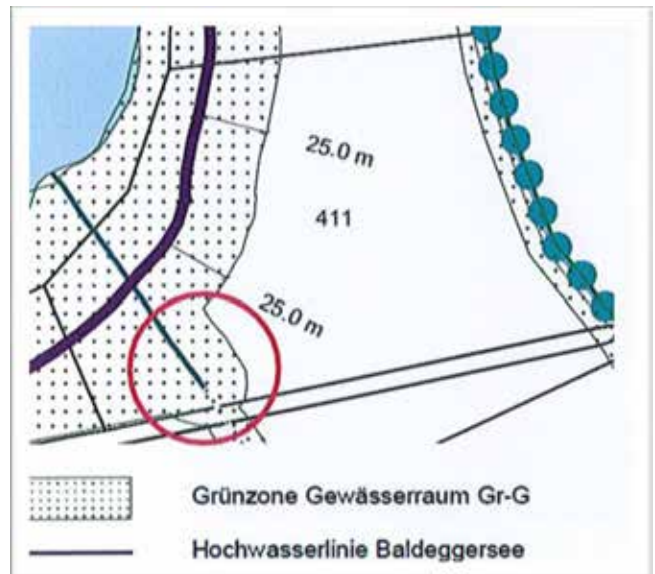 25.0 m
411
25.0 m
Grünzone Gewässerraum Gr-G
Hochwasserlinie Baldeggersee